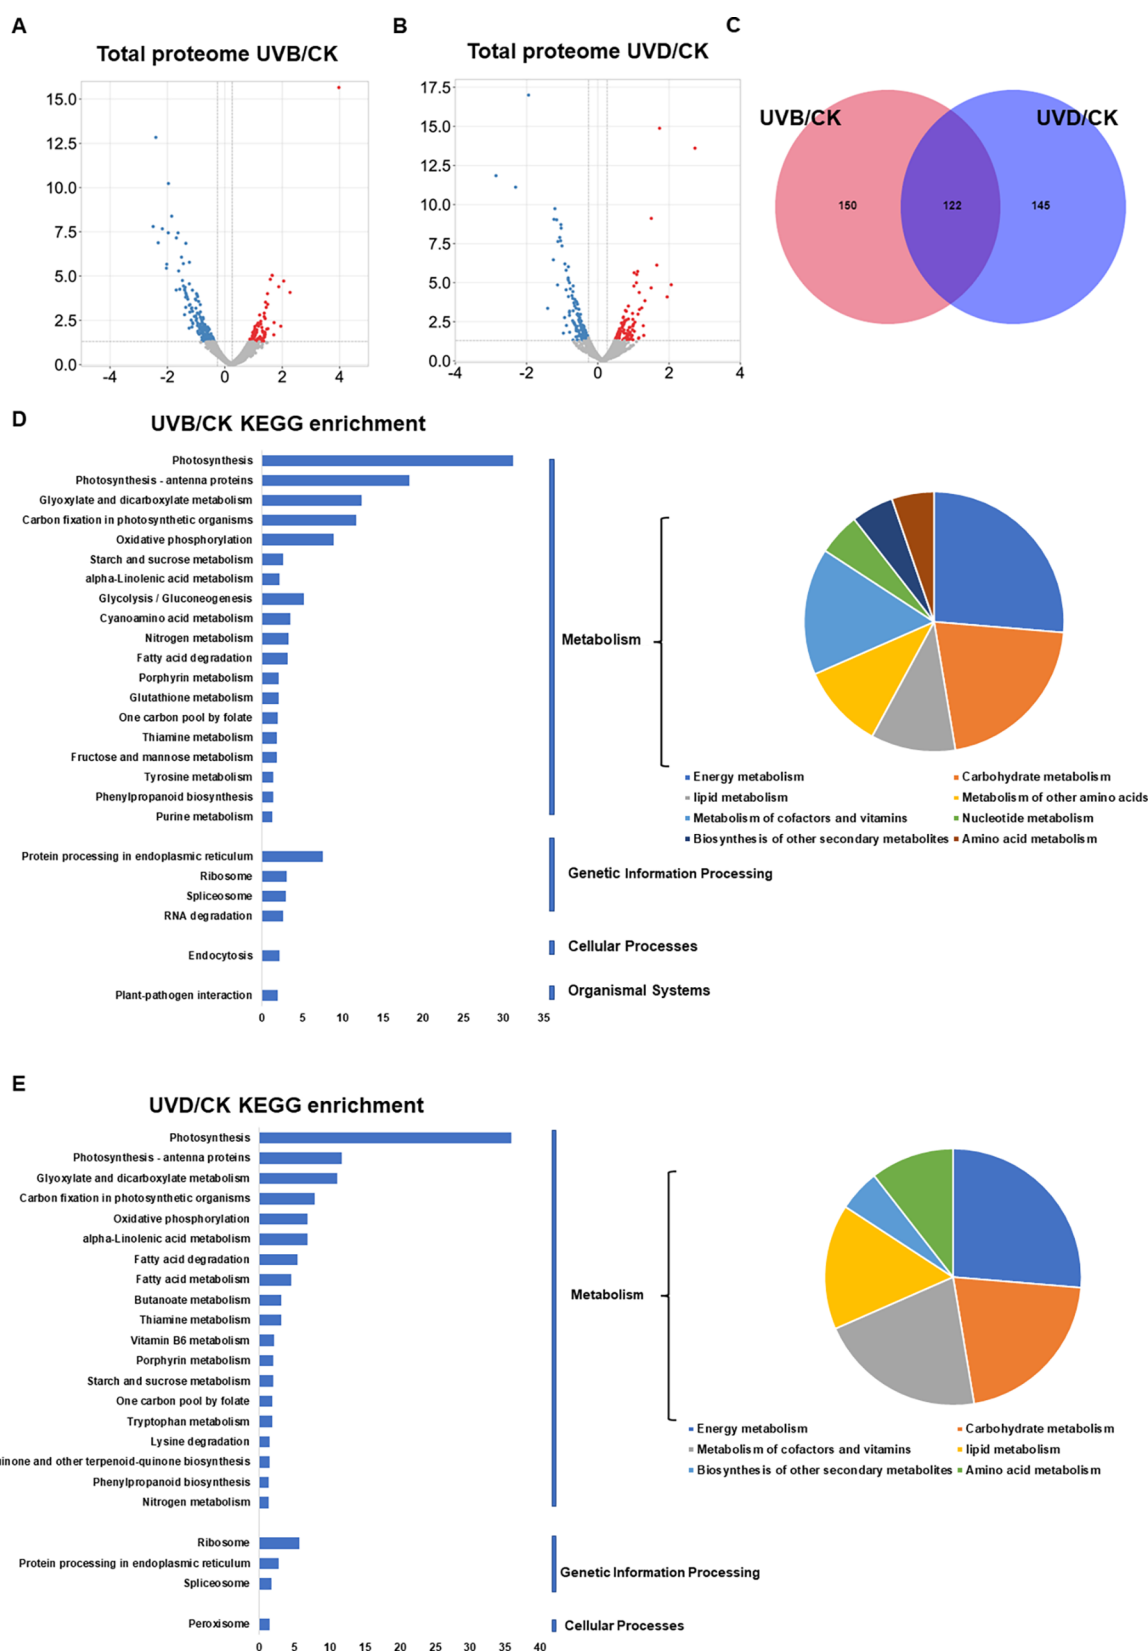 A
B
C
Total proteome UVB/CK
Total proteome UVD/CK
15.0
12.5
10.0
7.5
5.0
2.5
0.0
-4
-2
0
2
4
17.5
15.0
12.5
10.0
7.5
5.0
2.5
0.0
-4
-2
0
2
4
UVB/CK
UVD/CK
150
122
145
D
UVB/CK KEGG enrichment
Photosynthesis
Photosynthesis - antenna proteins
Glyoxylate and dicarboxylate metabolism
Carbon fixation in photosynthetic organisms
Oxidative phosphorylation
Starch and sucrose metabolism
alpha-Linolenic acid metabolism
Glycolysis / Gluconeogenesis
Cyanoamino acid metabolism
Nitrogen metabolism
Fatty acid degradation
Porphyrin metabolism
Glutathione metabolism
One carbon pool by folate
Thiamine metabolism
Fructose and mannose metabolism
Tyrosine metabolism
Phenylpropanoid biosynthesis
Purine metabolism
Protein processing in endoplasmic reticulum
Ribosome
Spliceosome
RNA degradation
Endocytosis
Plant-pathogen interaction
0 5 10 15 20 25 30 35
Metabolism
Genetic Information Processing
Cellular Processes
Organismal Systems
Energy metabolism
Carbohydrate metabolism
lipid metabolism
Metabolism of other amino acids
Metabolism of cofactors and vitamins
Nucleotide metabolism
Biosynthesis of other secondary metabolites
Amino acid metabolism
E
UVD/CK KEGG enrichment
Photosynthesis
Photosynthesis - antenna proteins
Glyoxylate and dicarboxylate metabolism
Carbon fixation in photosynthetic organisms
Oxidative phosphorylation
alpha-Linolenic acid metabolism
Fatty acid degradation
Fatty acid metabolism
Butanoate metabolism
Thiamine metabolism
Vitamin B6 metabolism
Porphyrin metabolism
Starch and sucrose metabolism
One carbon pool by folate
Tryptophan metabolism
Lysine degradation
inone and other terpenoid-quinone biosynthesis
Phenylpropanoid biosynthesis
Nitrogen metabolism
Ribosome
Protein processing in endoplasmic reticulum
Spliceosome
Peroxisome
0 5 10 15 20 25 30 35 40
Metabolism
Genetic Information Processing
Cellular Processes
Energy metabolism
Carbohydrate metabolism
Metabolism of cofactors and vitamins
lipid metabolism
Biosynthesis of other secondary metabolites
Amino acid metabolism